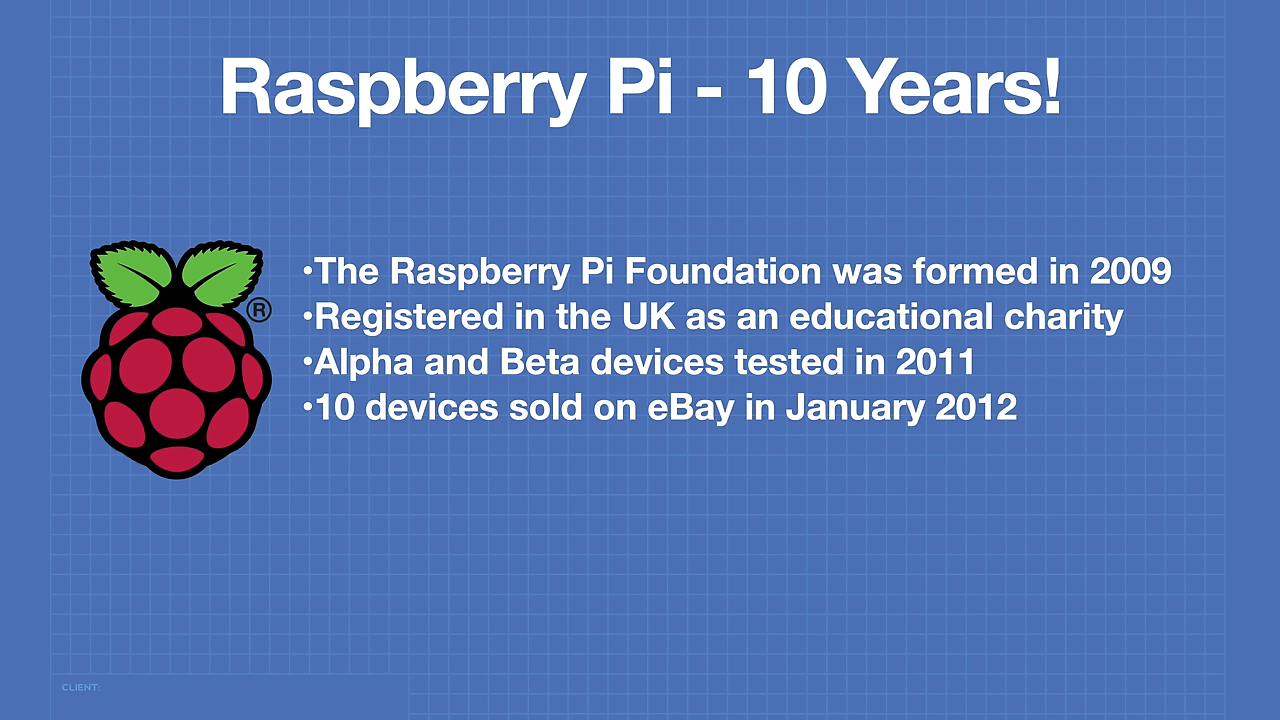 Raspberry Pi - 10 Years!
®
•The Raspberry Pi Foundation was formed in 2009
•Registered in the UK as an educational charity
•Alpha and Beta devices tested in 2011
•10 devices sold on eBay in January 2012
CLIENT: